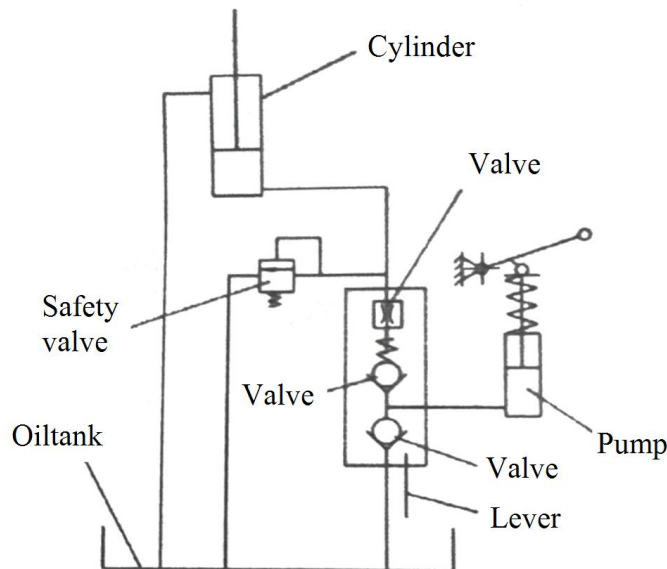 Cylinder
Valve
Safety
valve
Valve
Oiltank
Valve
Pump
Lever